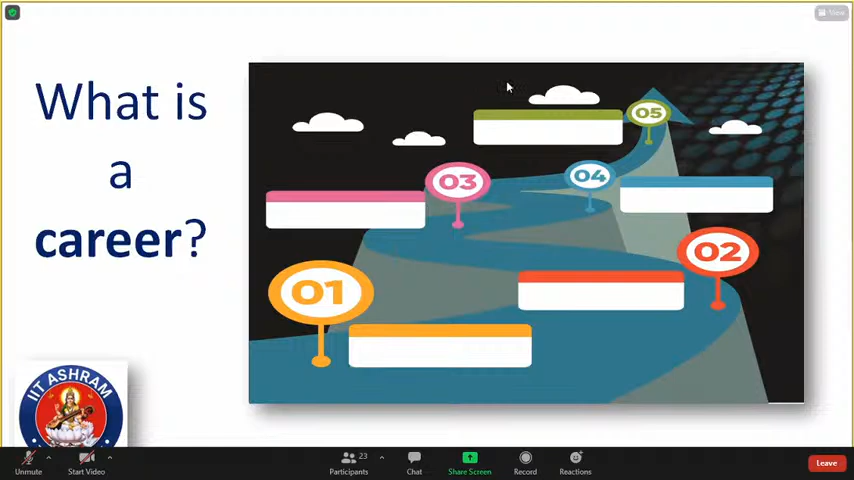 View
What is
a
career?
05
03
04
02
01
IIT ASHRAM
Unmute
Start Video
23
Participants
Chat
Share Screen
Record
Reactions
Leave